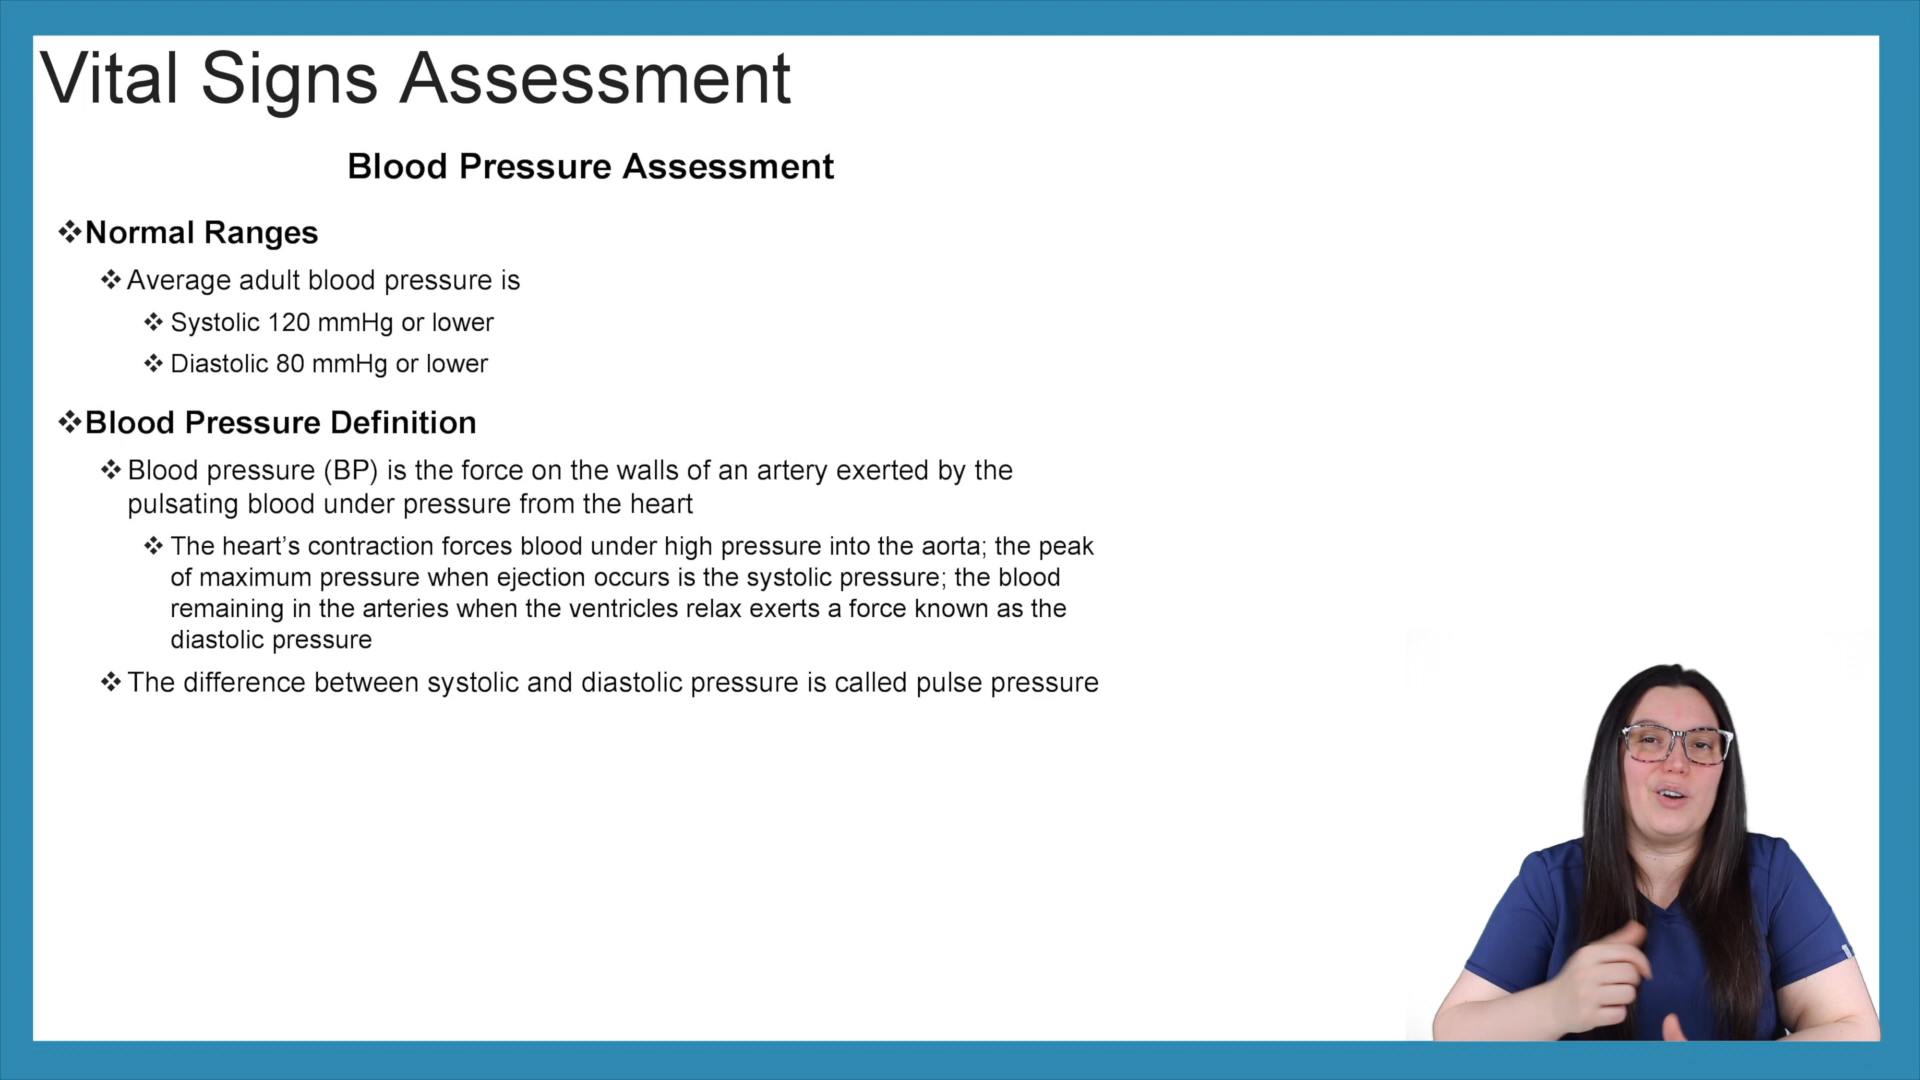 Vital Signs Assessment
Blood Pressure Assessment
❖Normal Ranges
❖Average adult blood pressure is
❖Systolic 120 mmHg or lower
❖Diastolic 80 mmHg or lower
❖Blood Pressure Definition
❖Blood pressure (BP) is the force on the walls of an artery exerted by the
pulsating blood under pressure from the heart
❖The heart’s contraction forces blood under high pressure into the aorta; the peak
of maximum pressure when ejection occurs is the systolic pressure; the blood
remaining in the arteries when the ventricles relax exerts a force known as the
diastolic pressure
❖The difference between systolic and diastolic pressure is called pulse pressure